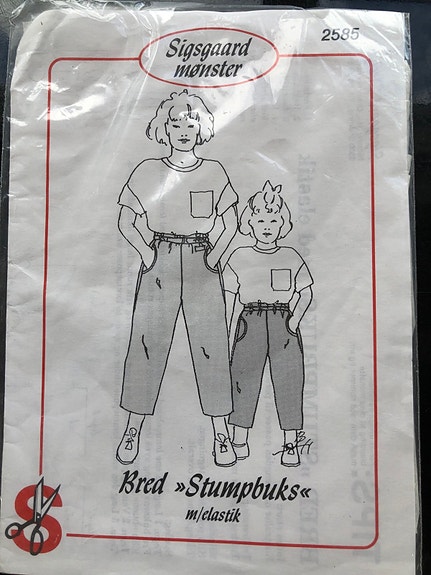 Sigsgaard
mønster
2585
Bred »Stumpbuks«
m/elastik
S